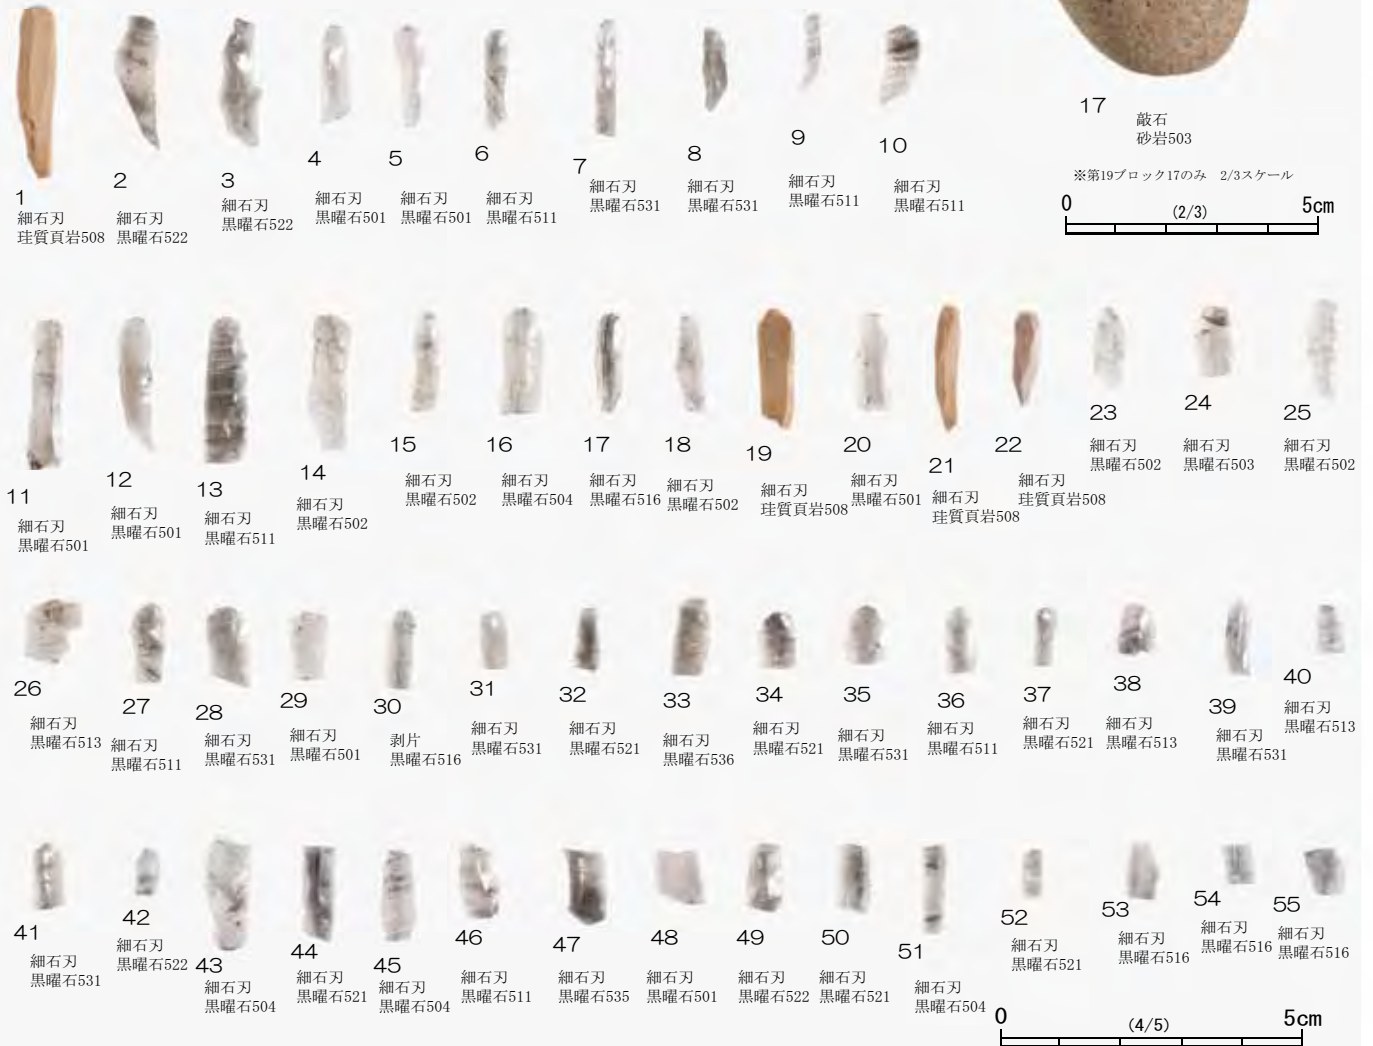 1
細石刃
珪質頁岩508
2
細石刃
黒曜石522
3
細石刃
黒曜石522
4
細石刃
黒曜石501
5
細石刃
黒曜石501
6
細石刃
黒曜石511
7
細石刃
黒曜石531
8
細石刃
黒曜石531
9
細石刃
黒曜石511
10
細石刃
黒曜石511
17
敲石
砂岩503
※第19ブロック17のみ　2/3スケール
0 (2/3) 5cm
11
細石刃
黒曜石501
12
細石刃
黒曜石501
13
細石刃
黒曜石511
14
細石刃
黒曜石502
15
細石刃
黒曜石502
16
細石刃
黒曜石504
17
細石刃
黒曜石516
18
細石刃
黒曜石502
19
細石刃
珪質頁岩508
20
細石刃
黒曜石501
21
細石刃
珪質頁岩508
22
細石刃
珪質頁岩508
23
細石刃
黒曜石502
24
細石刃
黒曜石503
25
細石刃
黒曜石502
26
細石刃
黒曜石513
27
細石刃
黒曜石511
28
細石刃
黒曜石531
29
細石刃
黒曜石501
30
剥片
黒曜石516
31
細石刃
黒曜石531
32
細石刃
黒曜石521
33
細石刃
黒曜石536
34
細石刃
黒曜石521
35
細石刃
黒曜石531
36
細石刃
黒曜石511
37
細石刃
黒曜石521
38
細石刃
黒曜石513
39
細石刃
黒曜石531
40
細石刃
黒曜石513
41
細石刃
黒曜石531
42
細石刃
黒曜石522
43
細石刃
黒曜石504
44
細石刃
黒曜石521
45
細石刃
黒曜石504
46
細石刃
黒曜石511
47
細石刃
黒曜石535
48
細石刃
黒曜石501
49
細石刃
黒曜石522
50
細石刃
黒曜石521
51
細石刃
黒曜石504
52
細石刃
黒曜石521
53
細石刃
黒曜石516
54
細石刃
黒曜石516
55
細石刃
黒曜石516
0 (4/5) 5cm